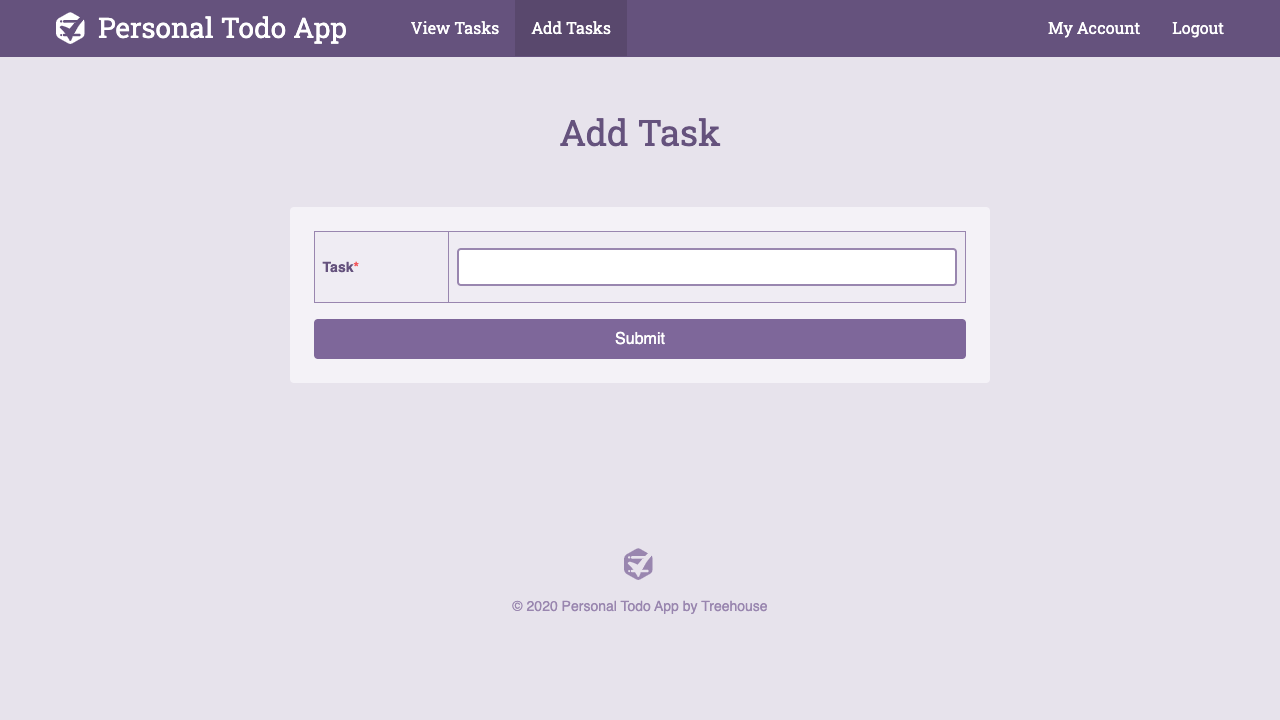 Personal Todo App
View Tasks
Add Tasks
My Account
Logout
Add Task
Task*
Submit
© 2020 Personal Todo App by Treehouse